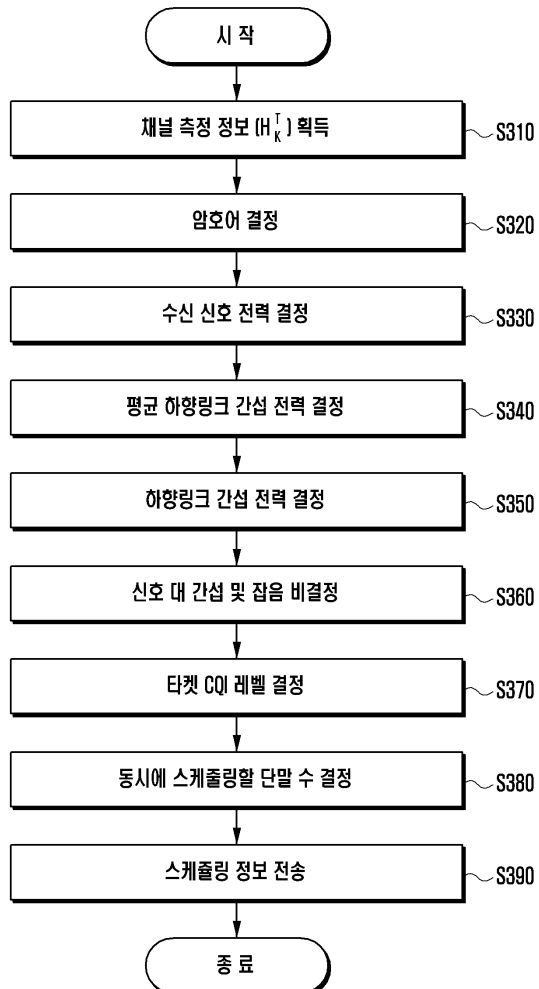 시 작
채널 측정 정보 (H_K^T) 획득
S310
암호어 결정
S320
수신 신호 전력 결정
S330
평균 하향링크 간섭 전력 결정
S340
하향링크 간섭 전력 결정
S350
신호 대 간섭 및 잡음 비결정
S360
타켓 CQI 레벨 결정
S370
동시에 스케줄링할 단말 수 결정
S380
스케쥴링 정보 전송
S390
종 료